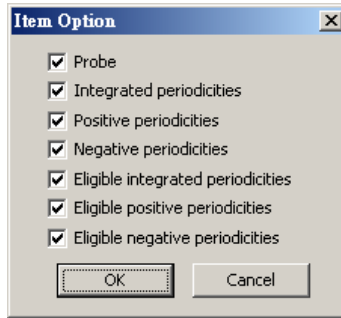 Item Option
Probe
Integrated periodicities
Positive periodicities
Negative periodicities
Eligible integrated periodicities
Eligible positive periodicities
Eligible negative periodicities
OK Cancel